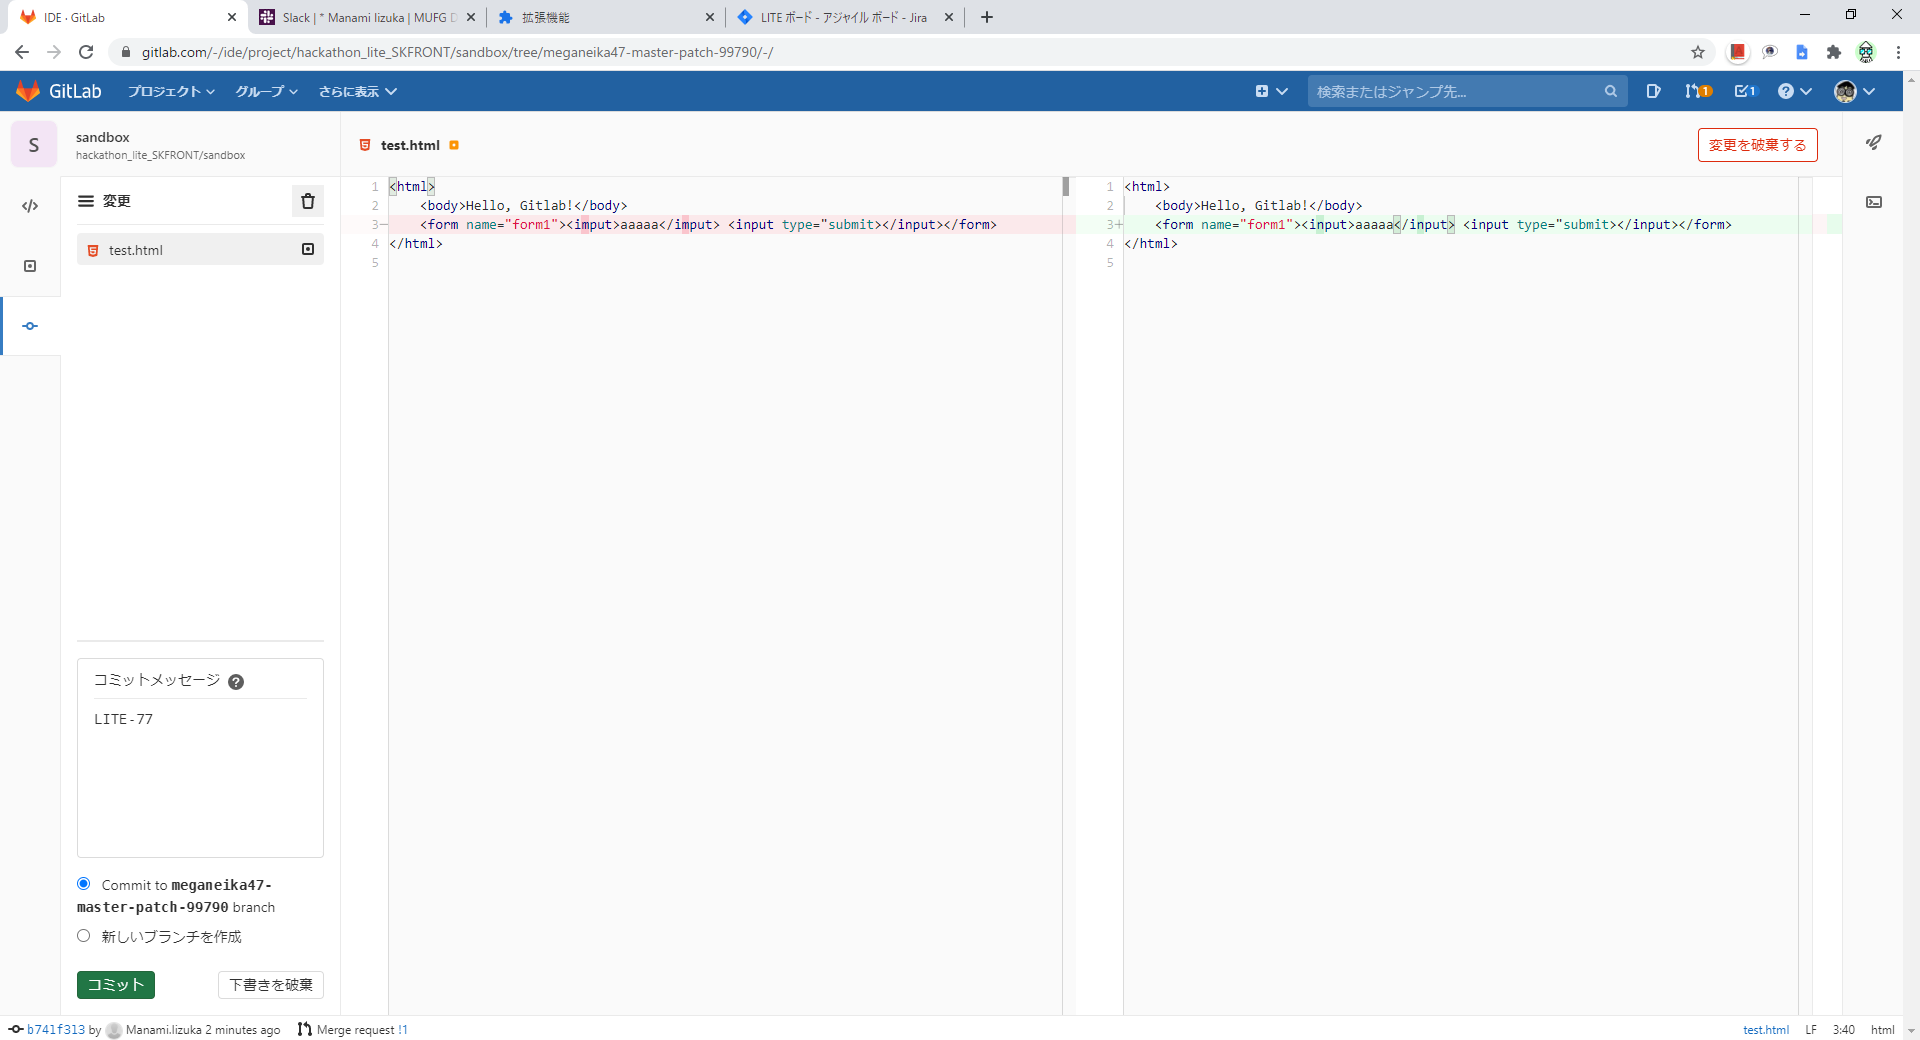 IDE · GitLab
Slack | * Manami Iizuka | MUFG D
拡張機能
LITE ボード - アジャイル ボード - Jira
gitlab.com/-/ide/project/hackathon_lite_SKFRONT/sandbox/tree/meganeika47-master-patch-99790/-/
GitLab プロジェクト グループ さらに表示 検索またはジャンプ先... 1 1
S
sandbox
hackathon_lite_SKFRONT/sandbox
test.html
変更を破棄する
変更
test.html
1 <html>
2 <body>Hello, Gitlab!</body>
3- <form name="form1"><imput>aaaaa</imput> <input type="submit></input></form>
4 </html>
5
1 <html>
2 <body>Hello, Gitlab!</body>
3+ <form name="form1"><input>aaaaa</input> <input type="submit></input></form>
4 </html>
5
コミットメッセージ
LITE-77
Commit to meganeika47-
master-patch-99790 branch
新しいブランチを作成
コミット 下書きを破棄
b741f313 by Manami.Iizuka 2 minutes ago Merge request !1
test.html LF 3:40 html